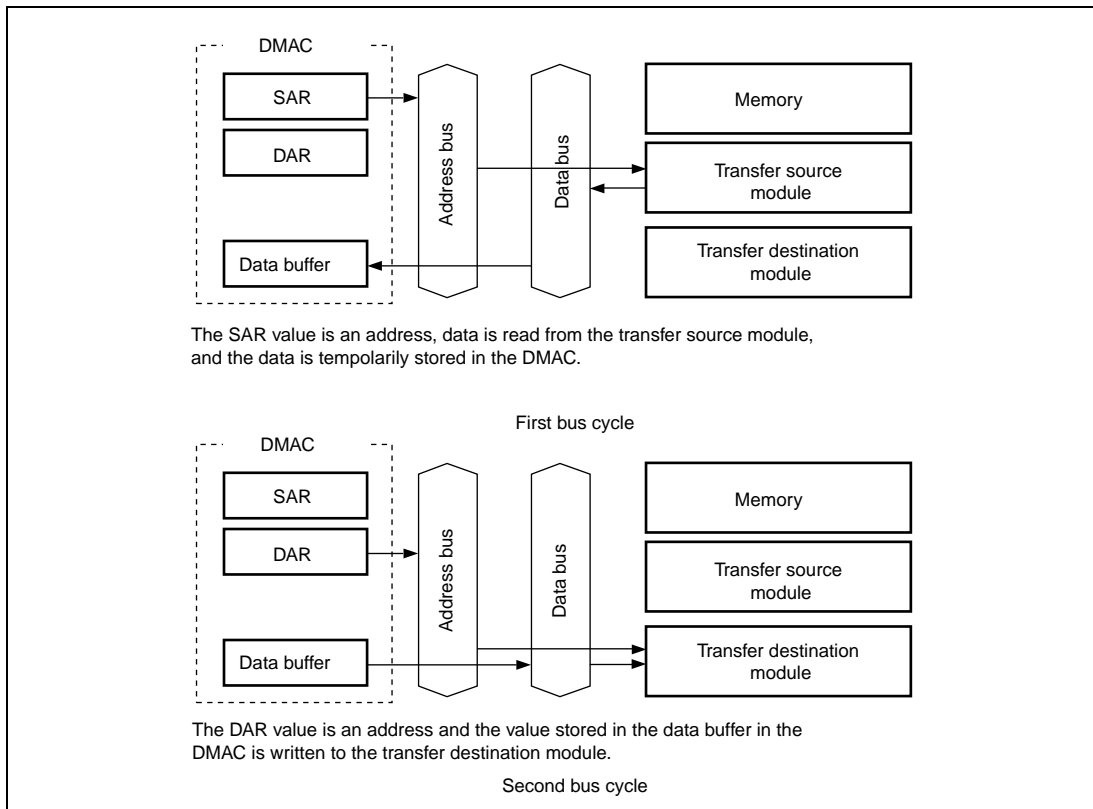 DMAC
SAR
DAR
Data buffer
Address bus
Data bus
Memory
Transfer source
module
Transfer destination
module
The SAR value is an address, data is read from the transfer source module,
and the data is tempolarily stored in the DMAC.
First bus cycle
DMAC
SAR
DAR
Data buffer
Address bus
Data bus
Memory
Transfer source
module
Transfer destination
module
The DAR value is an address and the value stored in the data buffer in the
DMAC is written to the transfer destination module.
Second bus cycle